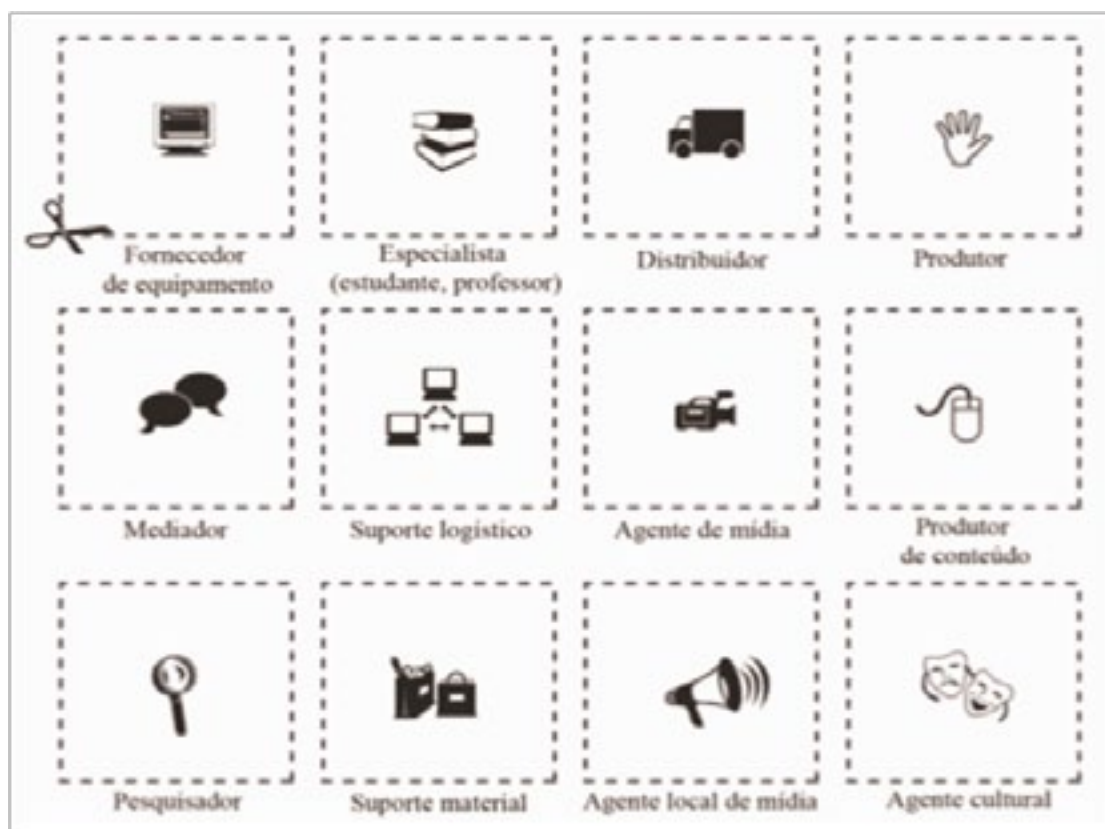 Fornecedor
de equipamento
Especialista
(estudante, professor)
Distribuidor
Produtor
Mediador
Suporte logístico
Agente de mídia
Produtor
de conteúdo
Pesquisador
Suporte material
Agente local de mídia
Agente cultural